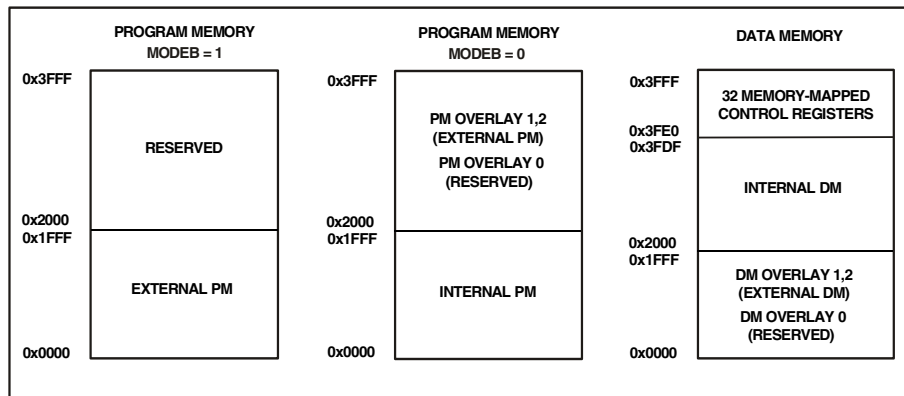 PROGRAM MEMORY
MODEB = 1
0x3FFF
RESERVED
0x2000
0x1FFF
EXTERNAL PM
0x0000
PROGRAM MEMORY
MODEB = 0
0x3FFF
PM OVERLAY 1,2
(EXTERNAL PM)
PM OVERLAY 0
(RESERVED)
0x2000
0x1FFF
INTERNAL PM
0x0000
DATA MEMORY
0x3FFF
32 MEMORY-MAPPED
CONTROL REGISTERS
0x3FE0
0x3FDF
INTERNAL DM
0x2000
0x1FFF
DM OVERLAY 1,2
(EXTERNAL DM)
DM OVERLAY 0
(RESERVED)
0x0000